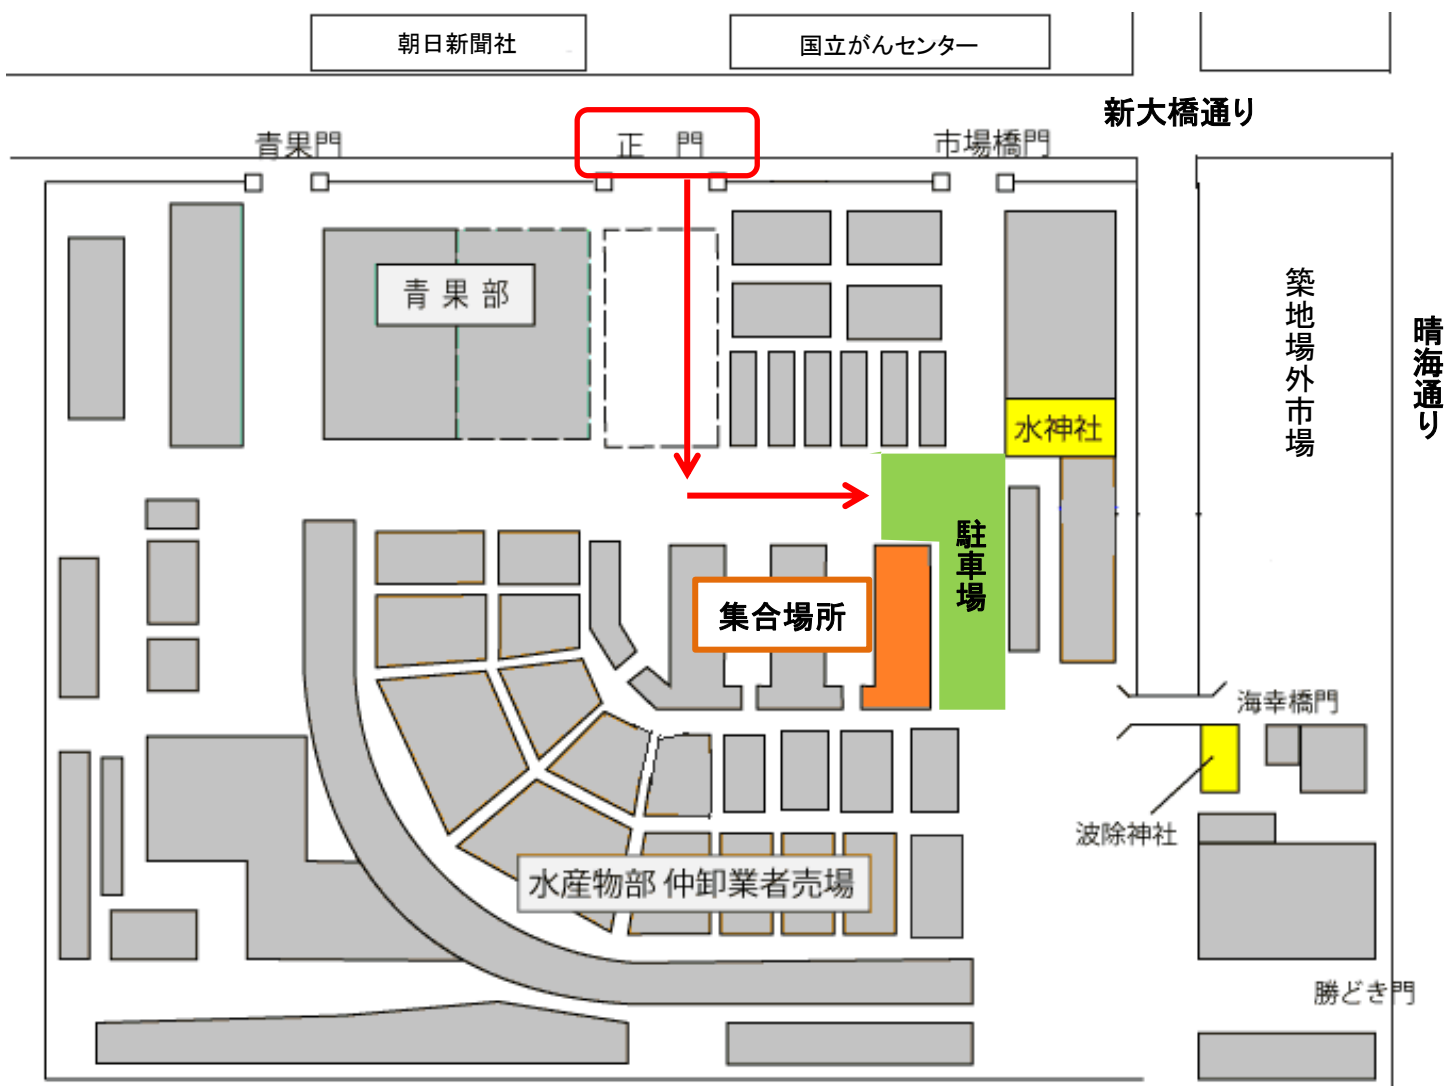 朝日新聞社
国立がんセンター
新大橋通り
青果門
正 門
市場橋門
青果部
築地場外市場
晴海通り
水神社
駐車場
集合場所
海幸橋門
波除神社
水産物部 仲卸業者売場
勝どき門